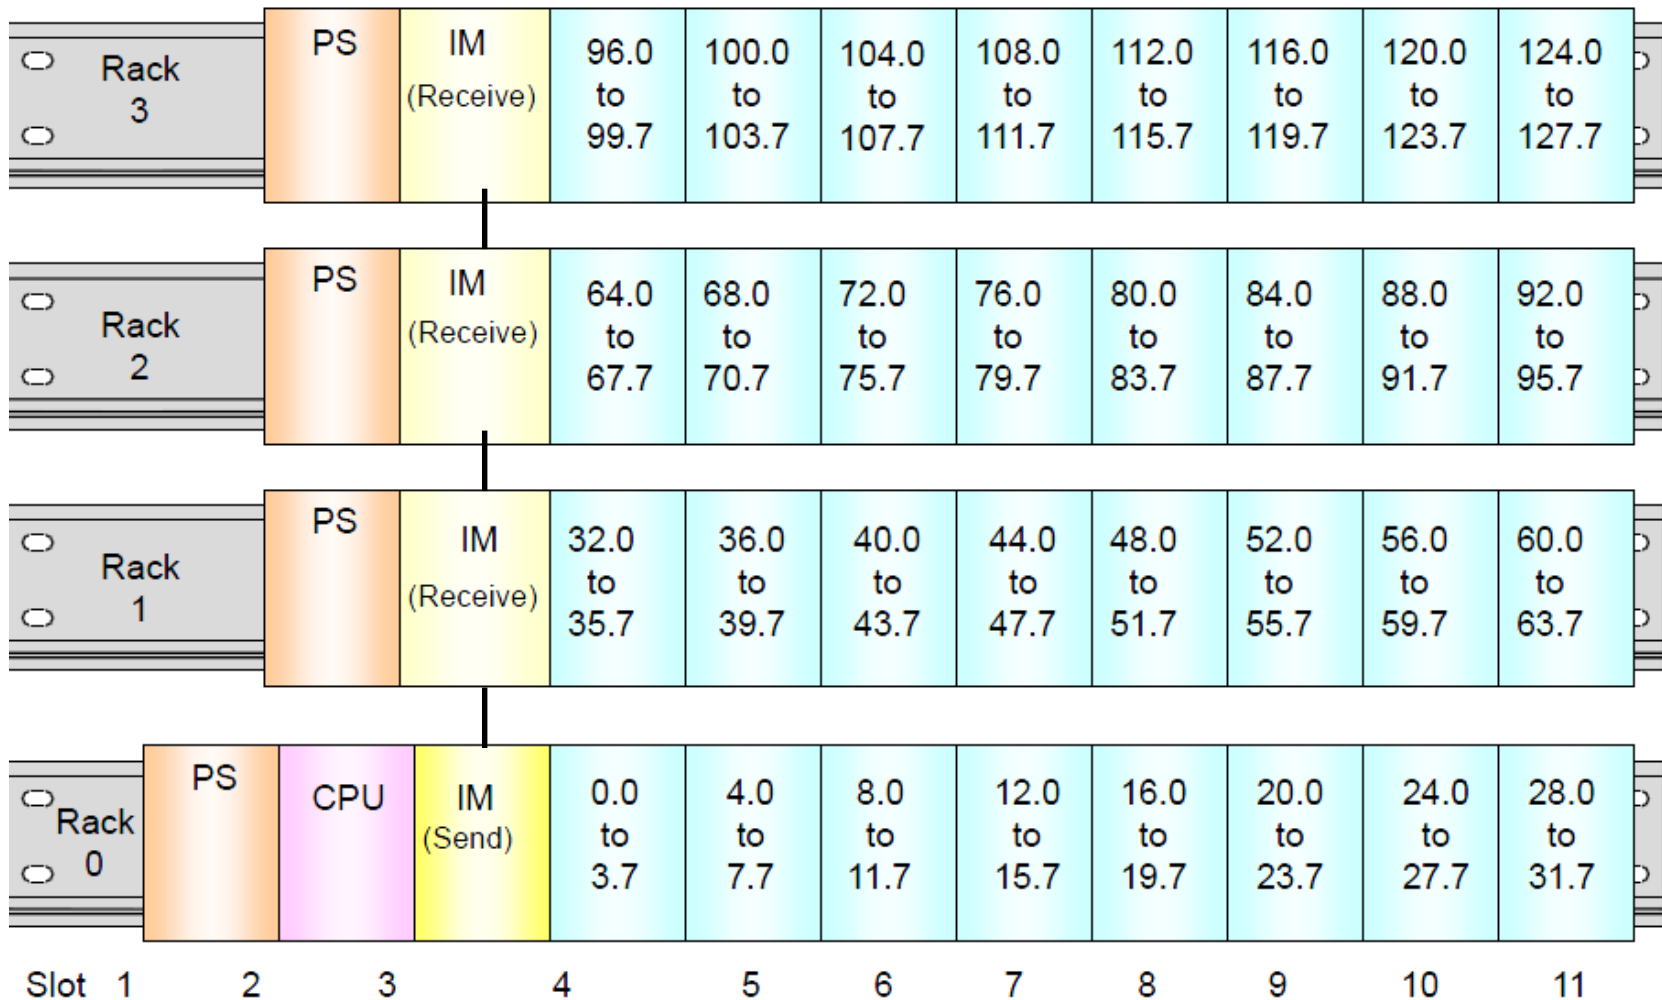 Rack
3
PS
IM
(Receive)
96.0
to
99.7
100.0
to
103.7
104.0
to
107.7
108.0
to
111.7
112.0
to
115.7
116.0
to
119.7
120.0
to
123.7
124.0
to
127.7
Rack
2
PS
IM
(Receive)
64.0
to
67.7
68.0
to
70.7
72.0
to
75.7
76.0
to
79.7
80.0
to
83.7
84.0
to
87.7
88.0
to
91.7
92.0
to
95.7
Rack
1
PS
IM
(Receive)
32.0
to
35.7
36.0
to
39.7
40.0
to
43.7
44.0
to
47.7
48.0
to
51.7
52.0
to
55.7
56.0
to
59.7
60.0
to
63.7
Rack
0
PS
CPU
IM
(Send)
0.0
to
3.7
4.0
to
7.7
8.0
to
11.7
12.0
to
15.7
16.0
to
19.7
20.0
to
23.7
24.0
to
27.7
28.0
to
31.7
Slot 1 2 3 4 5 6 7 8 9 10 11